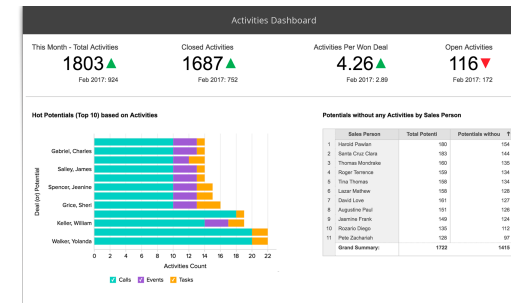 Activities Dashboard
This Month - Total Activities
1803
Feb 2017: 924
Closed Activities
1687
Feb 2017: 752
Activities Per Won Deal
4.26
Feb 2017: 2.89
Open Activities
116
Feb 2017: 172
Hot Potentials (Top 10) based on Activities
Deal (or) Potential
Gabriel, Charles
Salley, James
Spencer, Jeanine
Grice, Sheri
Keller, William
Walker, Yolanda
0 2 4 6 8 10 12 14 16 18 20 22
Activities Count
Calls Events Tasks
Potentials without any Activities by Sales Person
Sales Person Total Potenti Potentials withou ↑
1 Harold Pawlan 180 154
2 Santa Cruz Clara 183 144
3 Thomas Mondrake 160 135
4 Roger Terrence 159 134
5 Tina Thomas 158 134
6 Lazar Mathew 158 128
7 David Love 161 127
8 Augustine Paul 151 126
9 Jasmine Frank 149 124
10 Rozario Diego 135 112
11 Pete Zachariah 128 97
Grand Summary: 1722 1415